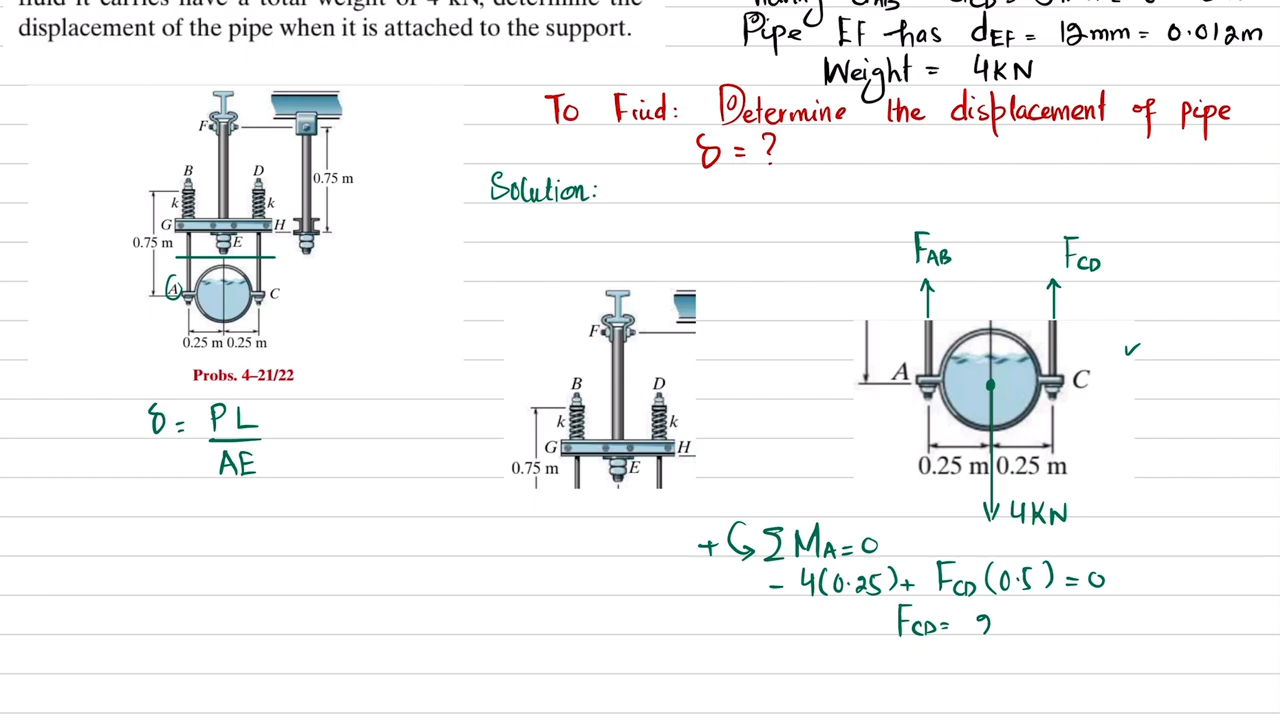 displacement of the pipe when it is attached to the support.
Pipe EF has dEF = 12mm = 0.012m
Weight = 4KN
To Fiud: Determine the displacement of pipe
δ = ?
Solution:
F
B
D
0.75 m
k
k
G
H
0.75 m
E
A
C
0.25 m 0.25 m
Probs. 4–21/22
δ = PL
AE
F
B
D
k
k
G
H
0.75 m
E
FAB
FCD
A
C
0.25 m 0.25 m
4KN
+ ΣMA = 0
- 4(0.25) + FCD (0.5) = 0
FCD =